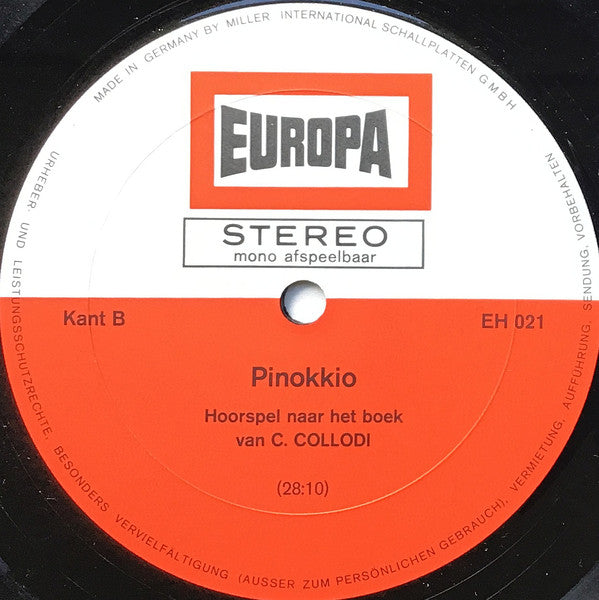 MADE IN GERMANY BY MILLER INTERNATIONAL SCHALLPLATTEN G M B H
EUROPA
STEREO
mono afspeelbaar
Kant B
EH 021
Pinokkio
Hoorspel naar het boek
van C. COLLODI
(28:10)
URHEBER- UND LEISTUNGSSCHUTZRECHTE, BESONDERS VERVIELFÄLTIGUNG (AUSSER ZUM PERSÖNLICHEN GEBRAUCH), VERMIETUNG, AUFFÜHRUNG, SENDUNG, VORBEHALTEN